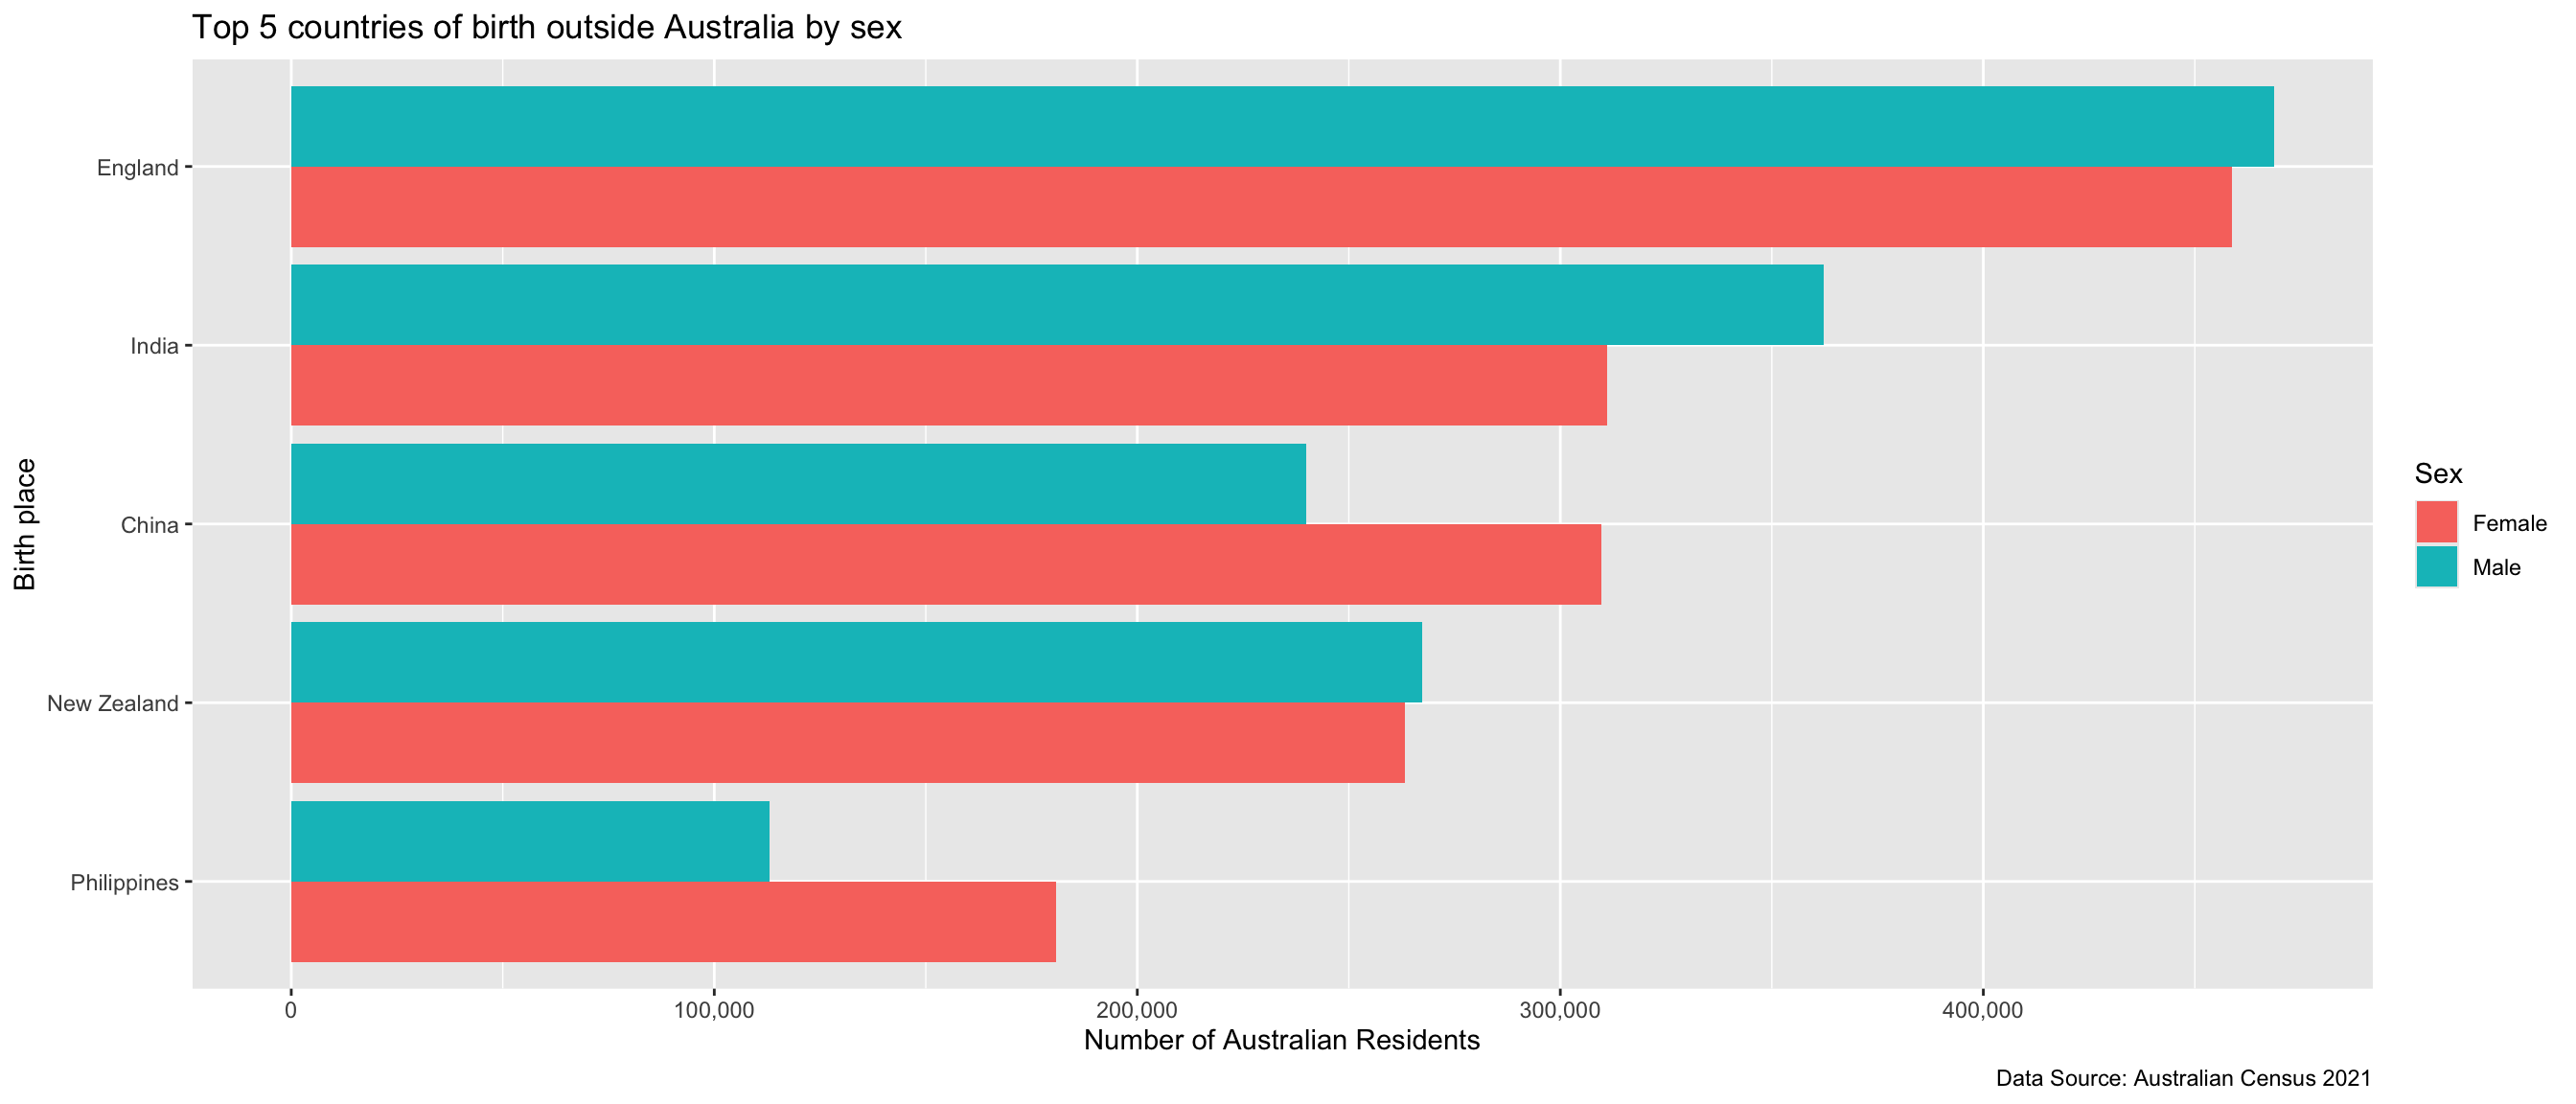 Top 5 countries of birth outside Australia by sex
Birth place
England
India
China
New Zealand
Philippines
0 100,000 200,000 300,000 400,000
Number of Australian Residents
Sex
Female
Male
Data Source: Australian Census 2021